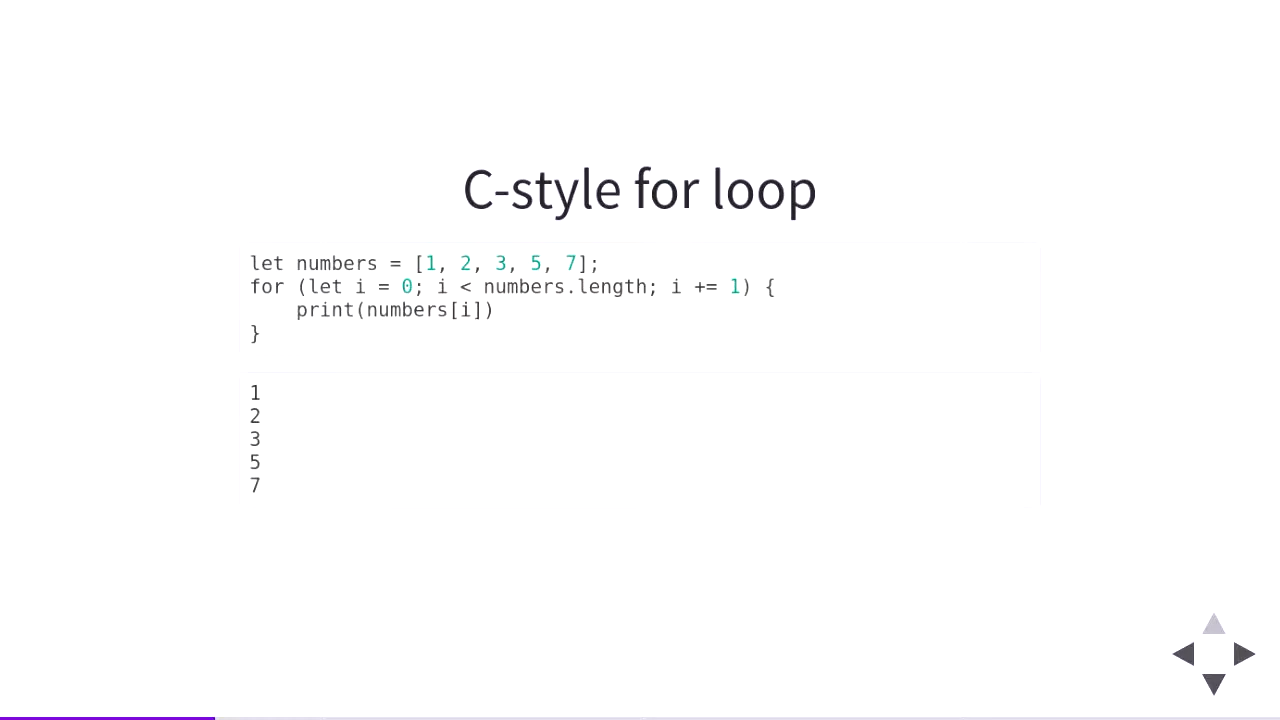 C-style for loop
let numbers = [1, 2, 3, 5, 7];
for (let i = 0; i < numbers.length; i += 1) {
    print(numbers[i])
}
1
2
3
5
7